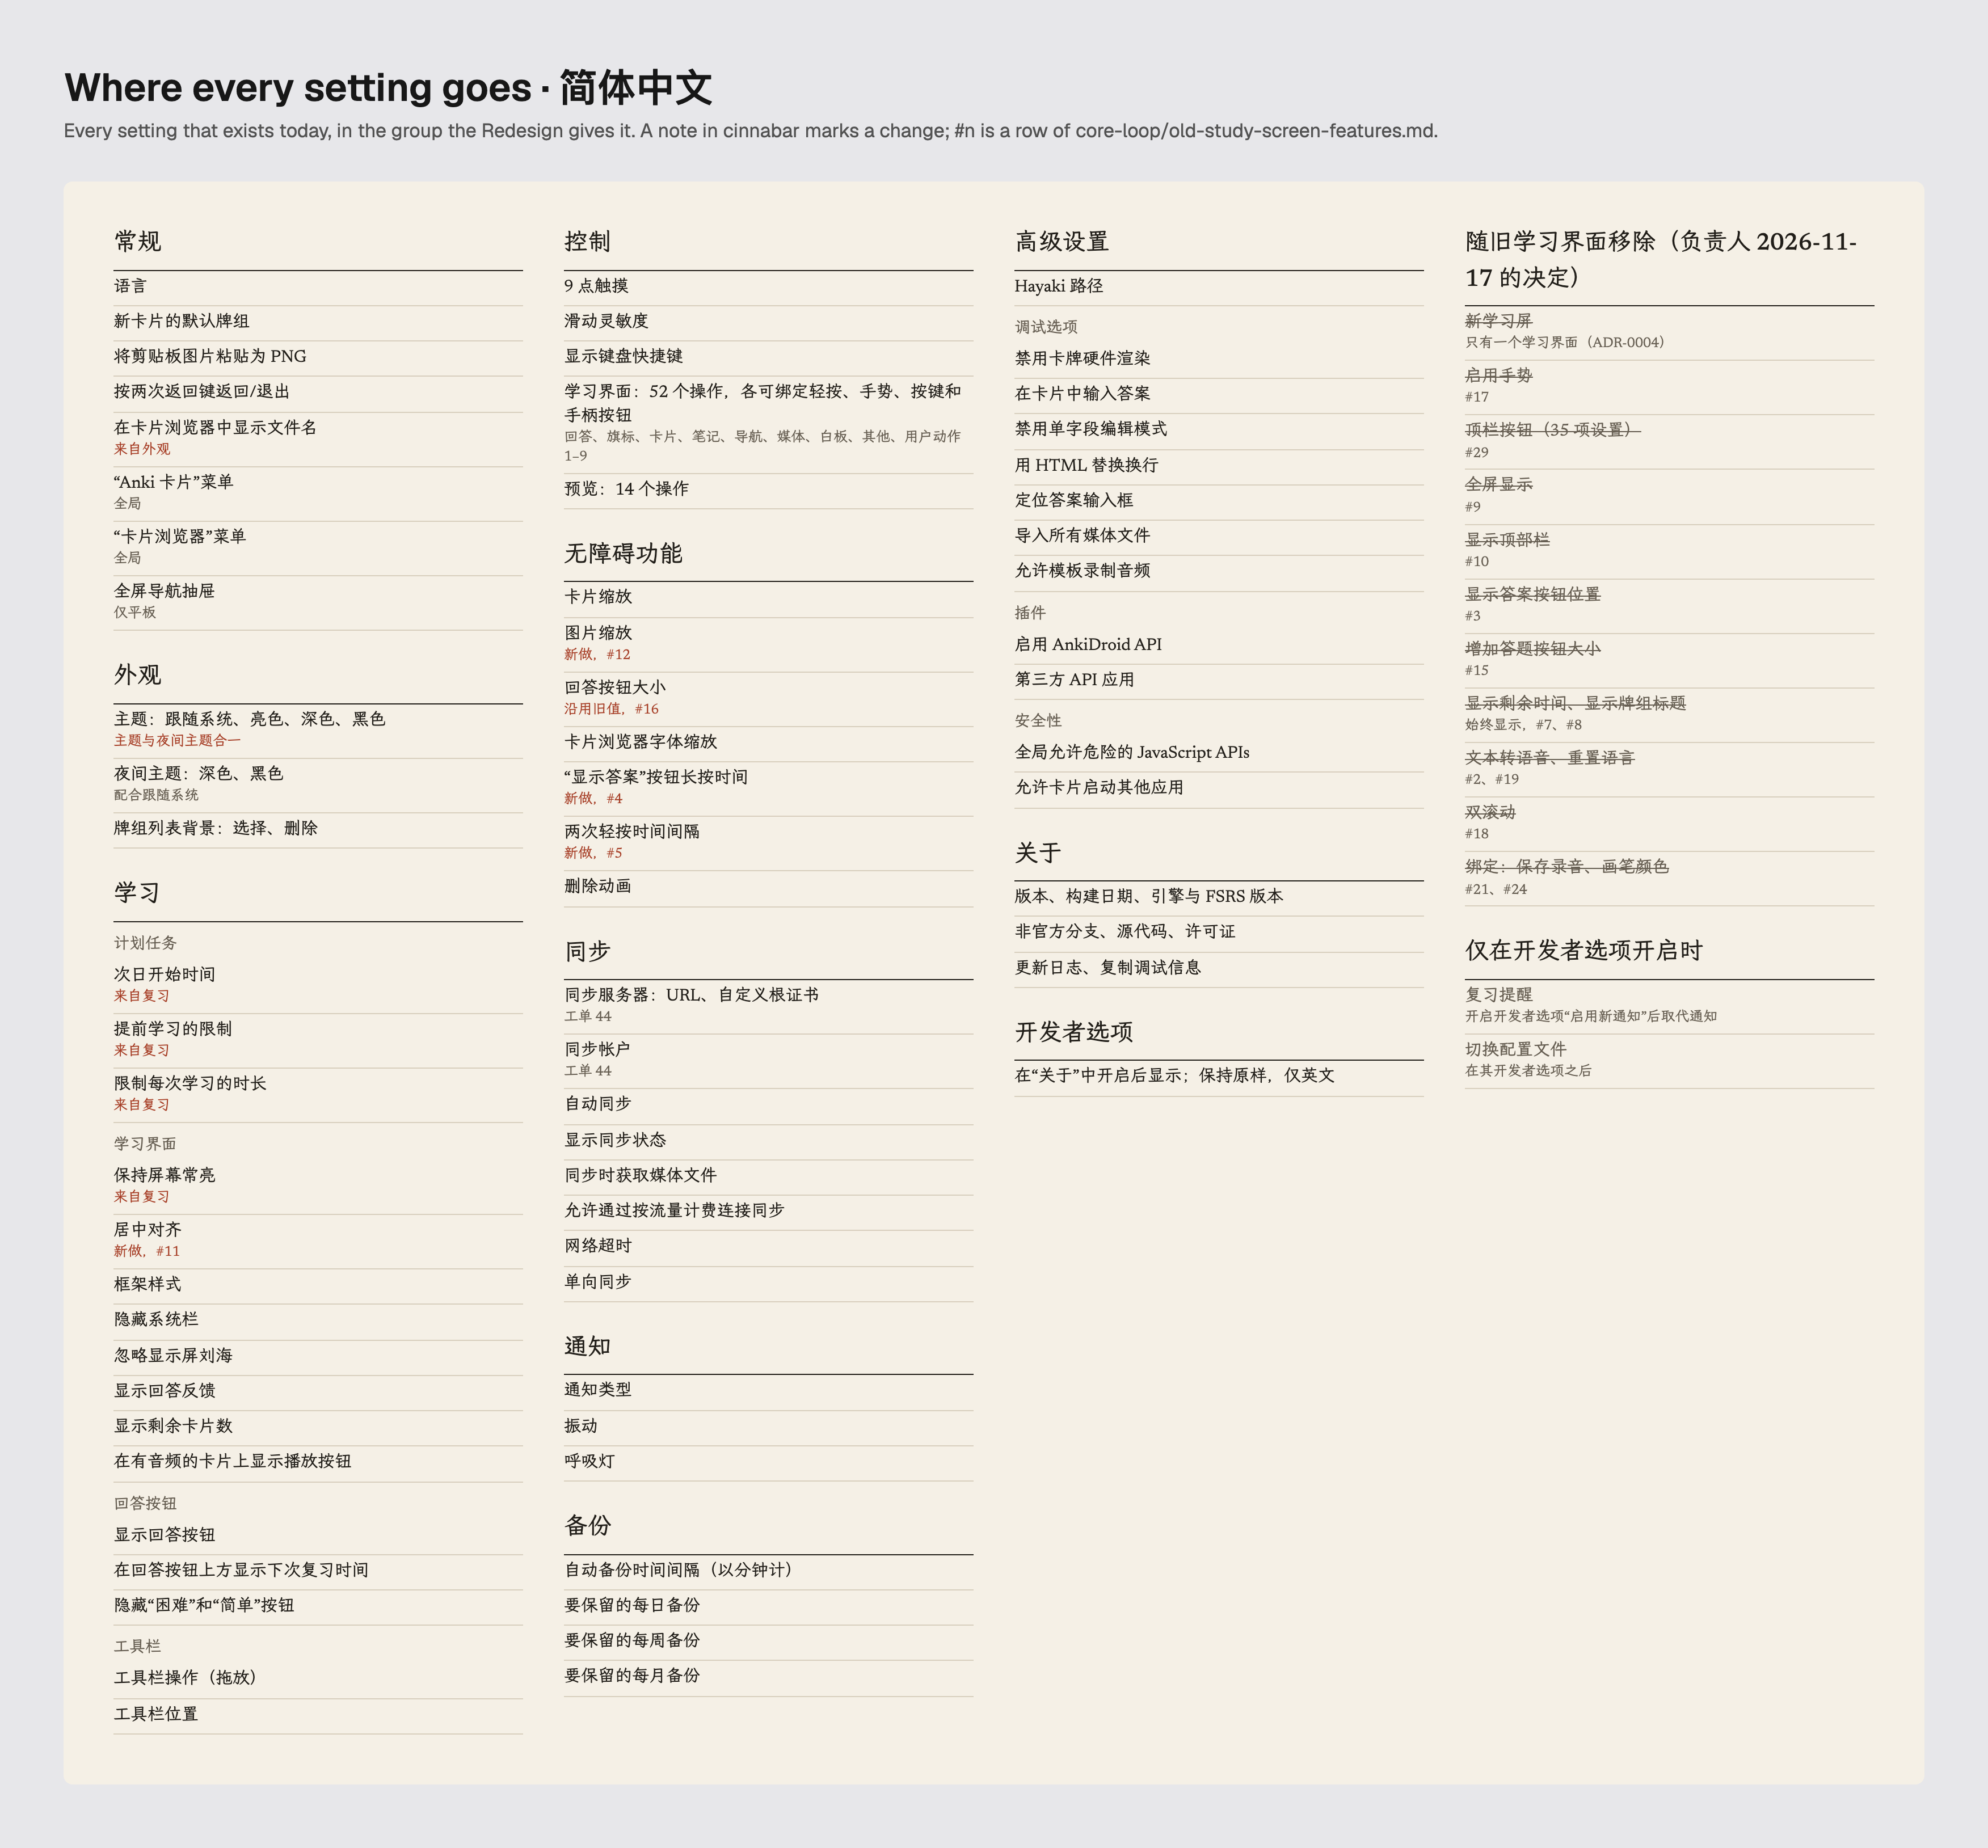 Where every setting goes · 简体中文
Every setting that exists today, in the group the Redesign gives it. A note in cinnabar marks a change; #n is a row of core-loop/old-study-screen-features.md.
常规
语言
新卡片的默认牌组
将剪贴板图片粘贴为 PNG
按两次返回键返回/退出
在卡片浏览器中显示文件名
来自外观
“Anki 卡片”菜单
全局
“卡片浏览器”菜单
全局
全屏导航抽屉
仅平板
外观
主题：跟随系统、亮色、深色、黑色
主题与夜间主题合一
夜间主题：深色、黑色
配合跟随系统
牌组列表背景：选择、删除
学习
计划任务
次日开始时间
来自复习
提前学习的限制
来自复习
限制每次学习的时长
来自复习
学习界面
保持屏幕常亮
来自复习
居中对齐
新做，#11
框架样式
隐藏系统栏
忽略显示屏刘海
显示回答反馈
显示剩余卡片数
在有音频的卡片上显示播放按钮
回答按钮
显示回答按钮
在回答按钮上方显示下次复习时间
隐藏“困难”和“简单”按钮
工具栏
工具栏操作（拖放）
工具栏位置
控制
9 点触摸
滑动灵敏度
显示键盘快捷键
学习界面：52 个操作，各可绑定轻按、手势、按键和
手柄按钮
回答、旗标、卡片、笔记、导航、媒体、白板、其他、用户动作
1–9
预览：14 个操作
无障碍功能
卡片缩放
图片缩放
新做，#12
回答按钮大小
沿用旧值，#16
卡片浏览器字体缩放
“显示答案”按钮长按时间
新做，#4
两次轻按时间间隔
新做，#5
删除动画
同步
同步服务器：URL、自定义根证书
工单 44
同步帐户
工单 44
自动同步
显示同步状态
同步时获取媒体文件
允许通过按流量计费连接同步
网络超时
单向同步
通知
通知类型
振动
呼吸灯
备份
自动备份时间间隔（以分钟计）
要保留的每日备份
要保留的每周备份
要保留的每月备份
高级设置
Hayaki 路径
调试选项
禁用卡牌硬件渲染
在卡片中输入答案
禁用单字段编辑模式
用 HTML 替换换行
定位答案输入框
导入所有媒体文件
允许模板录制音频
插件
启用 AnkiDroid API
第三方 API 应用
安全性
全局允许危险的 JavaScript APIs
允许卡片启动其他应用
关于
版本、构建日期、引擎与 FSRS 版本
非官方分支、源代码、许可证
更新日志、复制调试信息
开发者选项
在“关于”中开启后显示；保持原样，仅英文
随旧学习界面移除（负责人 2026-11-
17 的决定）
新学习屏
只有一个学习界面（ADR-0004）
启用手势
#17
顶栏按钮（35 项设置）
#29
全屏显示
#9
显示顶部栏
#10
显示答案按钮位置
#3
增加答题按钮大小
#15
显示剩余时间、显示牌组标题
始终显示，#7、#8
文本转语音、重置语言
#2、#19
双滚动
#18
绑定：保存录音、画笔颜色
#21、#24
仅在开发者选项开启时
复习提醒
开启开发者选项“启用新通知”后取代通知
切换配置文件
在其开发者选项之后